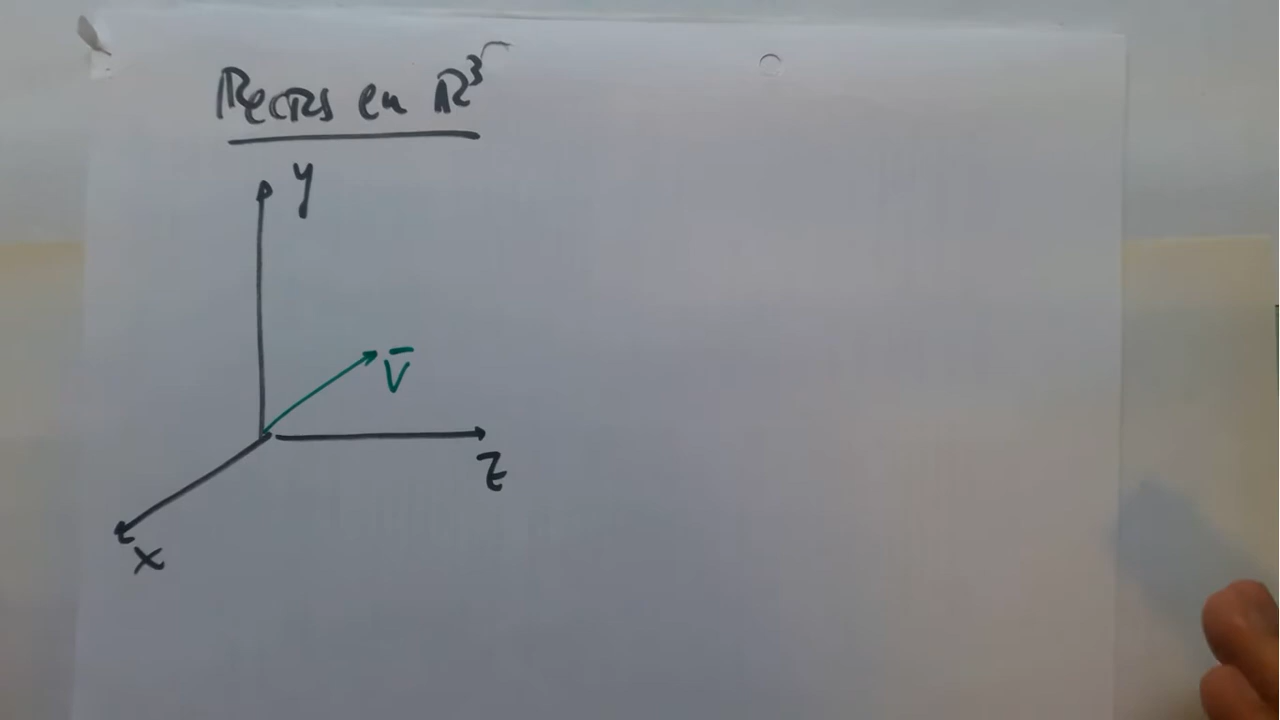 Rectas en R³
y
V̄
z
x